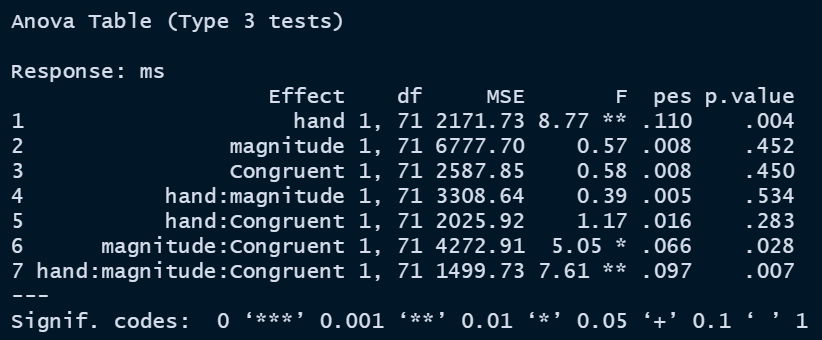 Anova Table (Type 3 tests)

Response: ms
                       Effect    df     MSE       F  pes p.value
1                        hand 1, 71 2171.73 8.77 ** .110    .004
2                   magnitude 1, 71 6777.70    0.57 .008    .452
3                   Congruent 1, 71 2587.85    0.58 .008    .450
4              hand:magnitude 1, 71 3308.64    0.39 .005    .534
5              hand:Congruent 1, 71 2025.92    1.17 .016    .283
6         magnitude:Congruent 1, 71 4272.91  5.05 * .066    .028
7 hand:magnitude:Congruent 1, 71 1499.73 7.61 ** .097    .007
---
Signif. codes:  0 ‘***’ 0.001 ‘**’ 0.01 ‘*’ 0.05 ‘+’ 0.1 ‘ ’ 1